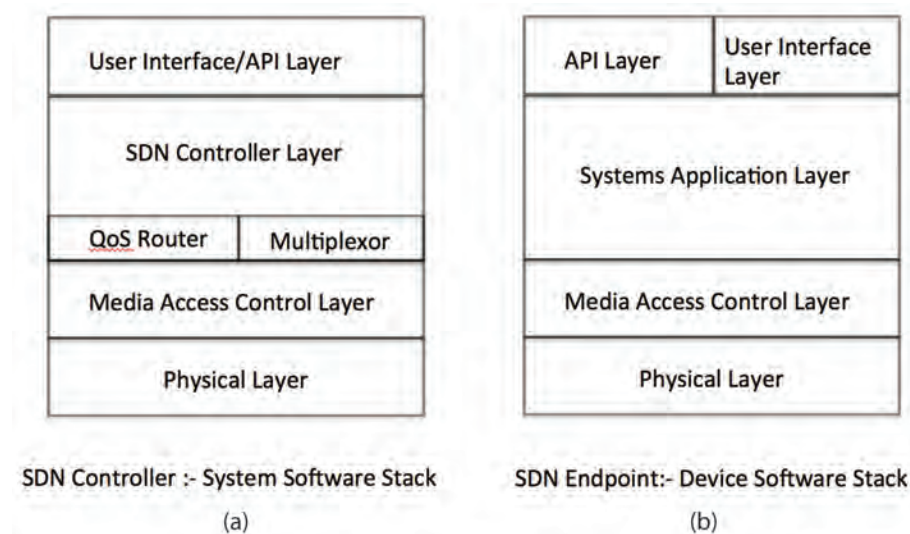 User Interface/API Layer
SDN Controller Layer
QoS Router
Multiplexor
Media Access Control Layer
Physical Layer
SDN Controller :- System Software Stack
(a)
API Layer
User Interface
Layer
Systems Application Layer
Media Access Control Layer
Physical Layer
SDN Endpoint:- Device Software Stack
(b)